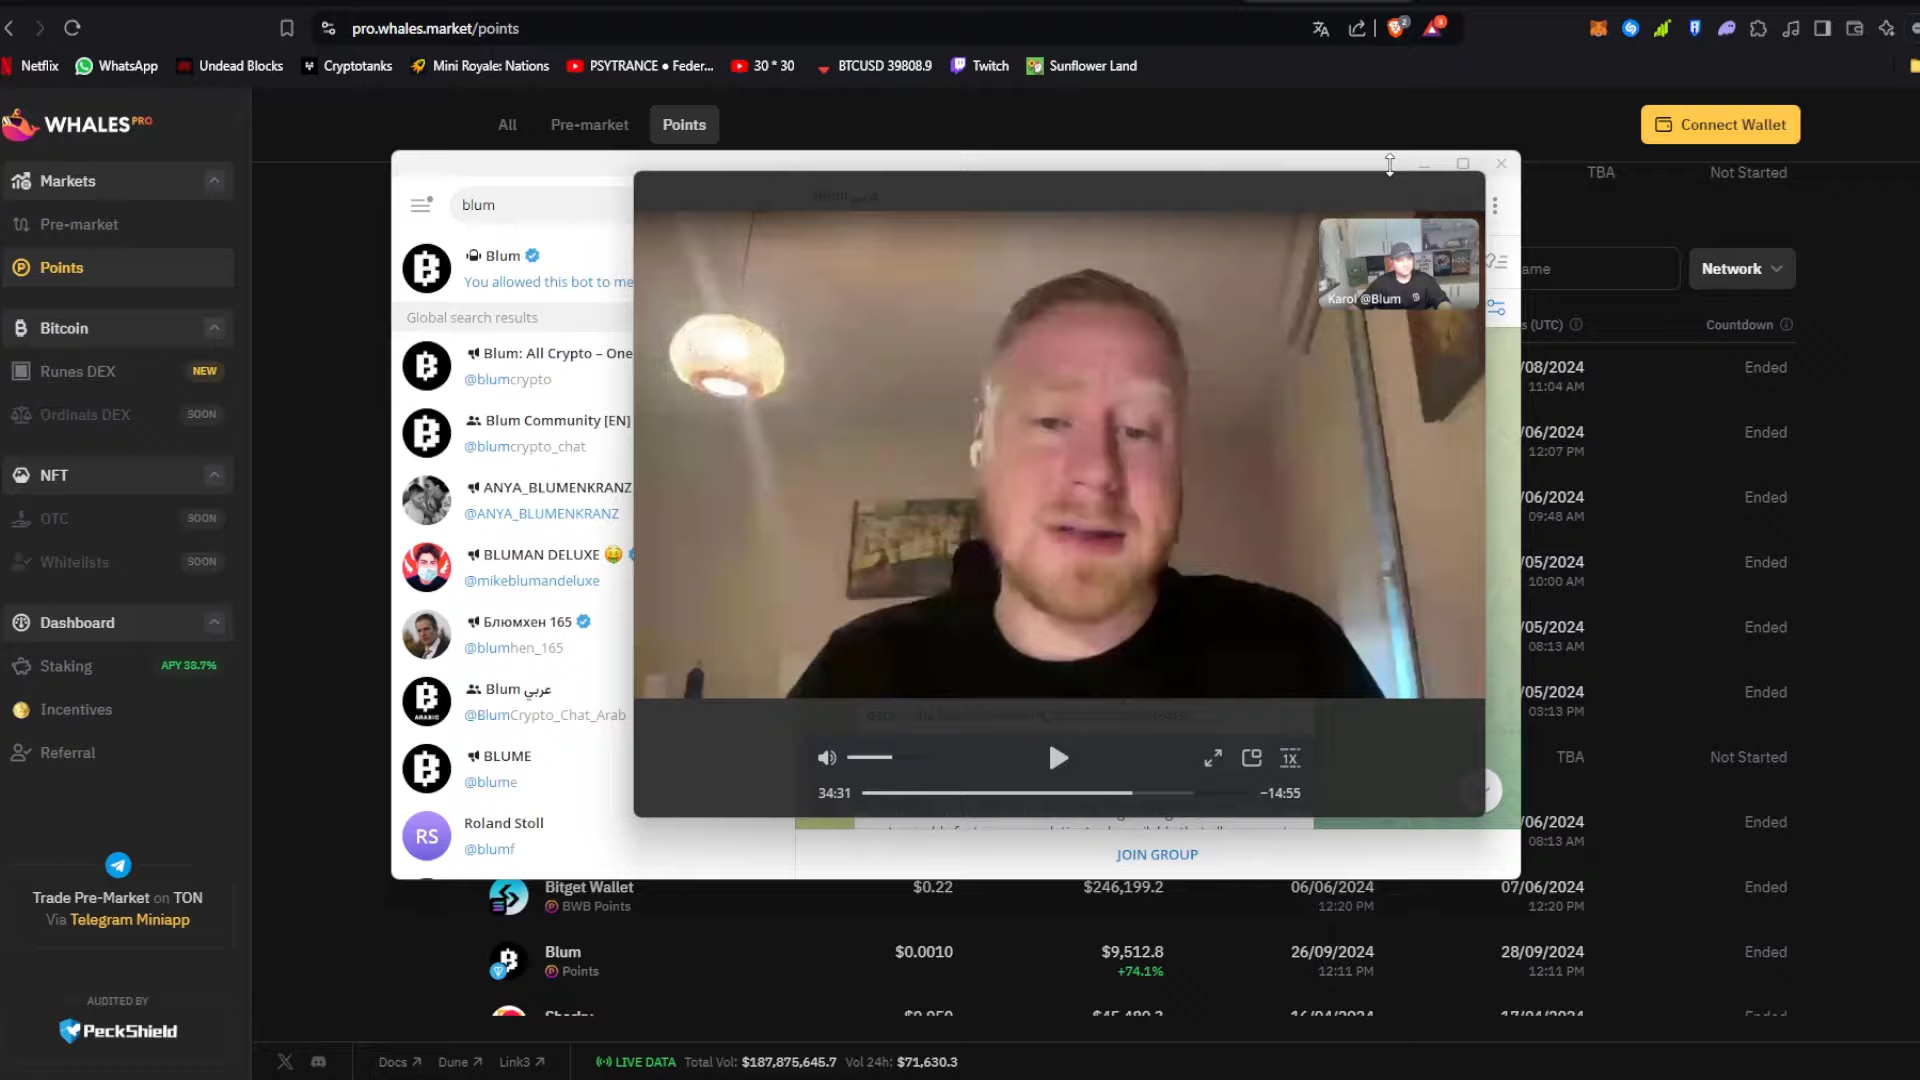 pro.whales.market/points
2
3
Netflix
WhatsApp
Undead Blocks
Cryptotanks
Mini Royale: Nations
PSYTRANCE ● Feder...
30 * 30
BTCUSD 39808.9
Twitch
Sunflower Land
WHALES PRO
All
Pre-market
Points
Connect Wallet
Markets
Pre-market
Points
Bitcoin
Runes DEX
NEW
Ordinals DEX
SOON
NFT
OTC
SOON
Whitelists
SOON
Dashboard
Staking
APY 38.7%
Incentives
Referral
Trade Pre-Market on TON
Via Telegram Miniapp
AUDITED BY
PeckShield
blum
Blum
You allowed this bot to me
Global search results
Blum: All Crypto – One
@blumcrypto
Blum Community [EN]
@blumcrypto_chat
ANYA_BLUMENKRANZ
@ANYA_BLUMENKRANZ
BLUMAN DELUXE
@mikeblumandeluxe
Блюмхен 165
@blumhen_165
Blum عربي
ARABIC
@BlumCrypto_Chat_Arab
BLUME
@blume
RS
Roland Stoll
@blumf
Karol @Blum
34:31
−14:55
1X
JOIN GROUP
TBA
Not Started
ame
Network
s (UTC)
Countdown
/08/2024
11:04 AM
Ended
/06/2024
12:07 PM
Ended
/06/2024
09:48 AM
Ended
/05/2024
10:00 AM
Ended
/05/2024
08:13 AM
Ended
/05/2024
03:13 PM
Ended
TBA
Not Started
/06/2024
08:13 AM
Ended
Bitget Wallet
BWB Points
$0.22
$246,199.2
06/06/2024
12:20 PM
07/06/2024
12:20 PM
Ended
Blum
Points
$0.0010
$9,512.8
+74.1%
26/09/2024
12:11 PM
28/09/2024
12:11 PM
Ended
Docs
Dune
Link3
LIVE DATA
Total Vol: $187,875,645.7
Vol 24h: $71,630.3